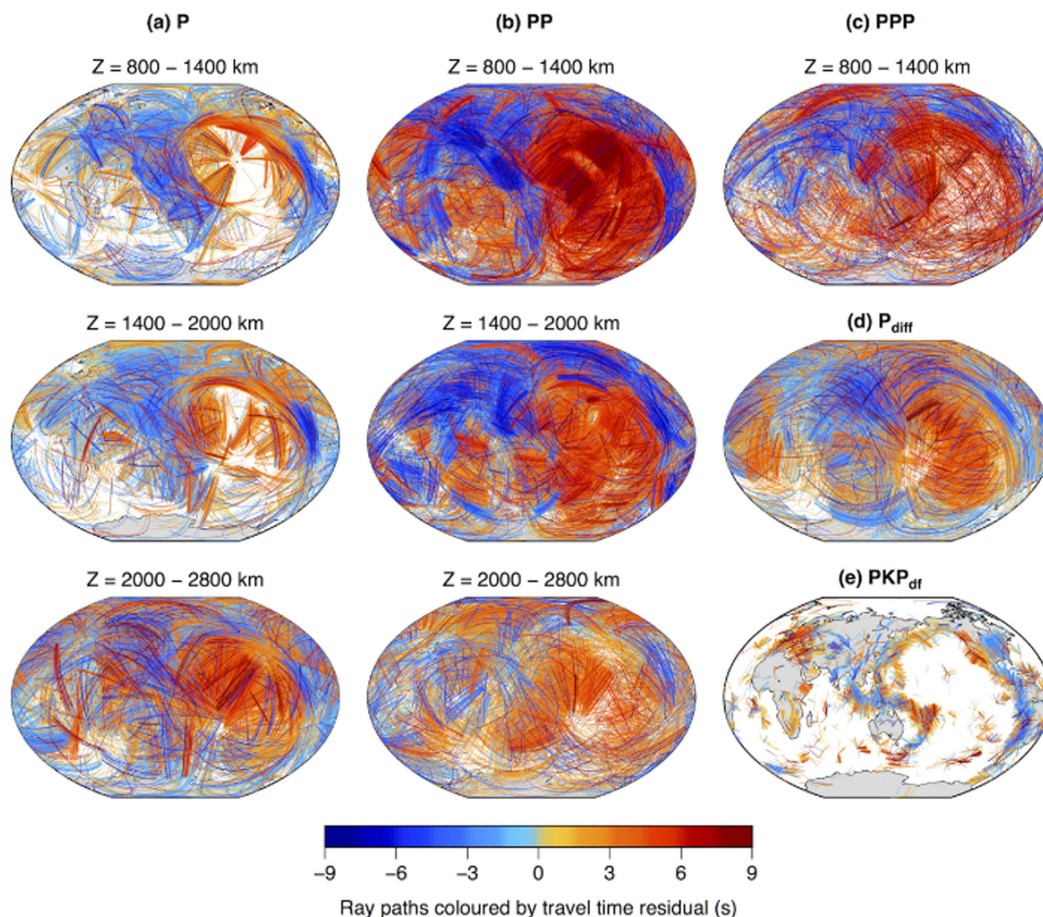 (a) P
(b) PP
(c) PPP
Z = 800 – 1400 km
Z = 800 – 1400 km
Z = 800 – 1400 km
Z = 1400 – 2000 km
Z = 1400 – 2000 km
(d) Pdiff
Z = 2000 – 2800 km
Z = 2000 – 2800 km
(e) PKPdf
−9 −6 −3 0 3 6 9
Ray paths coloured by travel time residual (s)